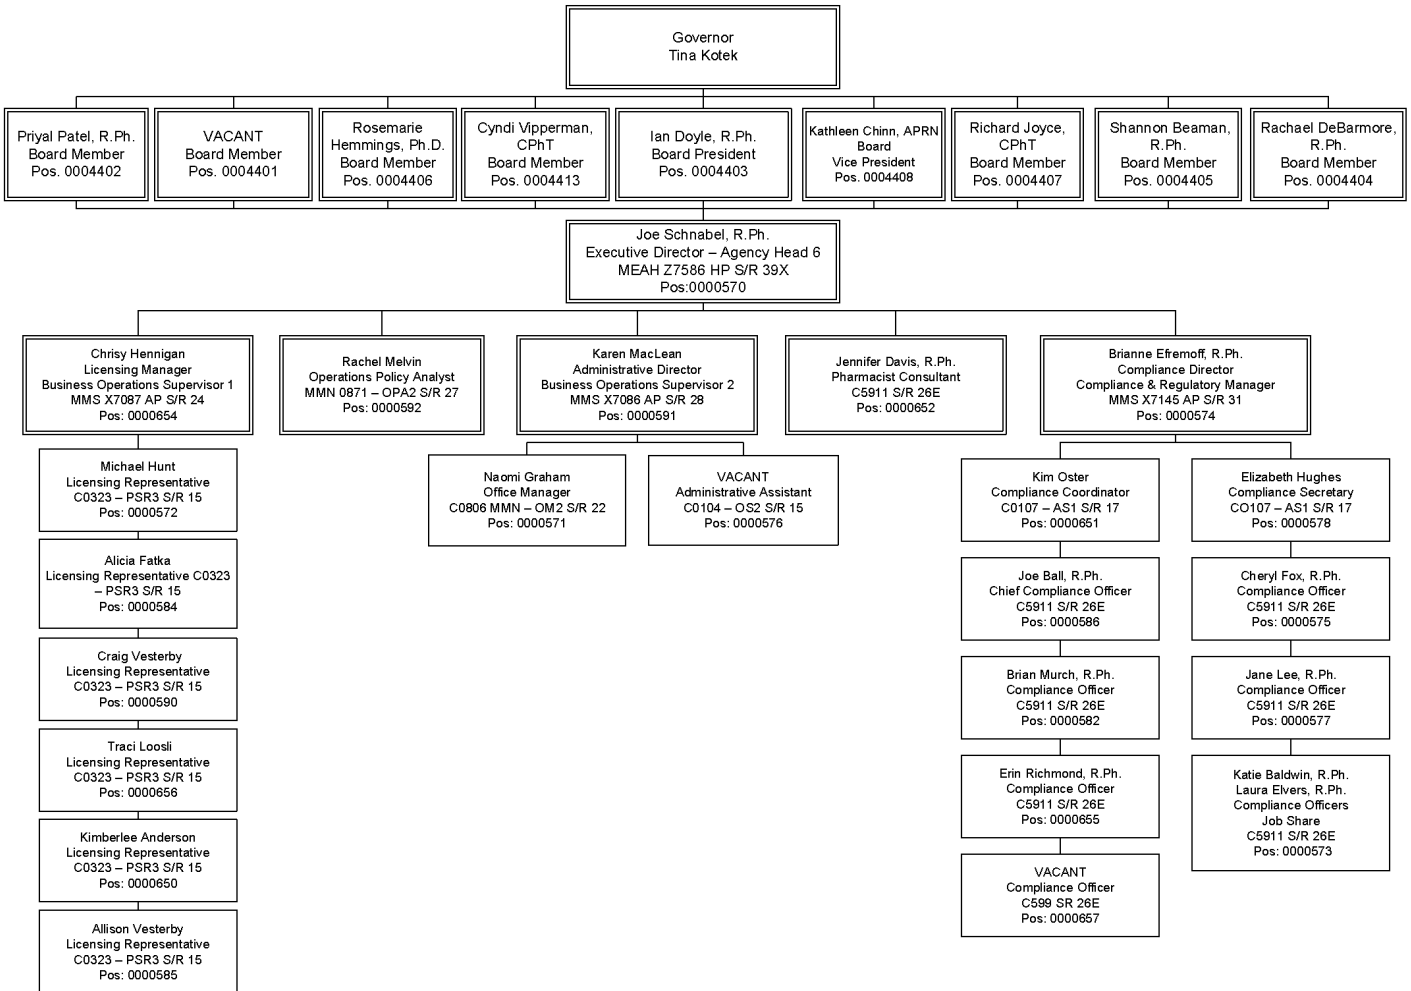 Governor
Tina Kotek
Priyal Patel, R.Ph.
Board Member
Pos. 0004402
VACANT
Board Member
Pos. 0004401
Rosemarie
Hemmings, Ph.D.
Board Member
Pos. 0004406
Cyndi Vipperman,
CPhT
Board Member
Pos. 0004413
Ian Doyle, R.Ph.
Board President
Pos. 0004403
Kathleen Chinn, APRN
Board
Vice President
Pos. 0004408
Richard Joyce,
CPhT
Board Member
Pos. 0004407
Shannon Beaman,
R.Ph.
Board Member
Pos. 0004405
Rachael DeBarmore,
R.Ph.
Board Member
Pos. 0004404
Joe Schnabel, R.Ph.
Executive Director – Agency Head 6
MEAH Z7586 HP S/R 39X
Pos:0000570
Chrisy Hennigan
Licensing Manager
Business Operations Supervisor 1
MMS X7087 AP S/R 24
Pos: 0000654
Rachel Melvin
Operations Policy Analyst
MMN 0871 – OPA2 S/R 27
Pos: 0000592
Karen MacLean
Administrative Director
Business Operations Supervisor 2
MMS X7086 AP S/R 28
Pos: 0000591
Jennifer Davis, R.Ph.
Pharmacist Consultant
C5911 S/R 26E
Pos: 0000652
Brianne Efremoff, R.Ph.
Compliance Director
Compliance & Regulatory Manager
MMS X7145 AP S/R 31
Pos: 0000574
Michael Hunt
Licensing Representative
C0323 – PSR3 S/R 15
Pos: 0000572
Alicia Fatka
Licensing Representative C0323
– PSR3 S/R 15
Pos: 0000584
Craig Vesterby
Licensing Representative
C0323 – PSR3 S/R 15
Pos: 0000590
Traci Loosli
Licensing Representative
C0323 – PSR3 S/R 15
Pos: 0000656
Kimberlee Anderson
Licensing Representative
C0323 – PSR3 S/R 15
Pos: 0000650
Allison Vesterby
Licensing Representative
C0323 – PSR3 S/R 15
Pos: 0000585
Naomi Graham
Office Manager
C0806 MMN – OM2 S/R 22
Pos: 0000571
VACANT
Administrative Assistant
C0104 – OS2 S/R 15
Pos: 0000576
Kim Oster
Compliance Coordinator
C0107 – AS1 S/R 17
Pos: 0000651
Joe Ball, R.Ph.
Chief Compliance Officer
C5911 S/R 26E
Pos: 0000586
Brian Murch, R.Ph.
Compliance Officer
C5911 S/R 26E
Pos: 0000582
Erin Richmond, R.Ph.
Compliance Officer
C5911 S/R 26E
Pos: 0000655
VACANT
Compliance Officer
C599 SR 26E
Pos: 0000657
Elizabeth Hughes
Compliance Secretary
CO107 – AS1 S/R 17
Pos: 0000578
Cheryl Fox, R.Ph.
Compliance Officer
C5911 S/R 26E
Pos: 0000575
Jane Lee, R.Ph.
Compliance Officer
C5911 S/R 26E
Pos: 0000577
Katie Baldwin, R.Ph.
Laura Elvers, R.Ph.
Compliance Officers
Job Share
C5911 S/R 26E
Pos: 0000573